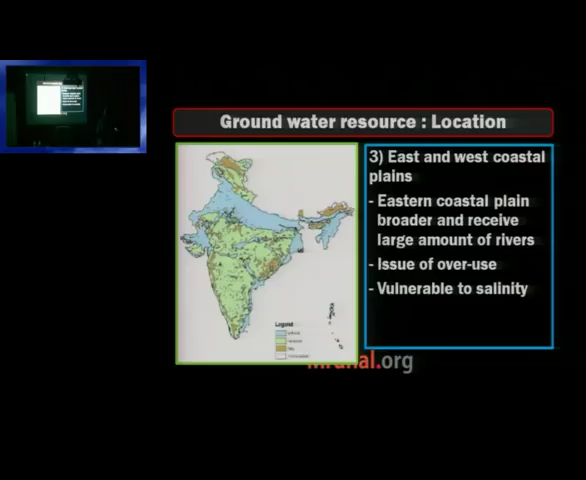 Ground water resource : Location
3) East and west coastal
plains
- Eastern coastal plain
broader and receive
large amount of rivers
- Issue of over-use
- Vulnerable to salinity
Legend
Mrunal.org